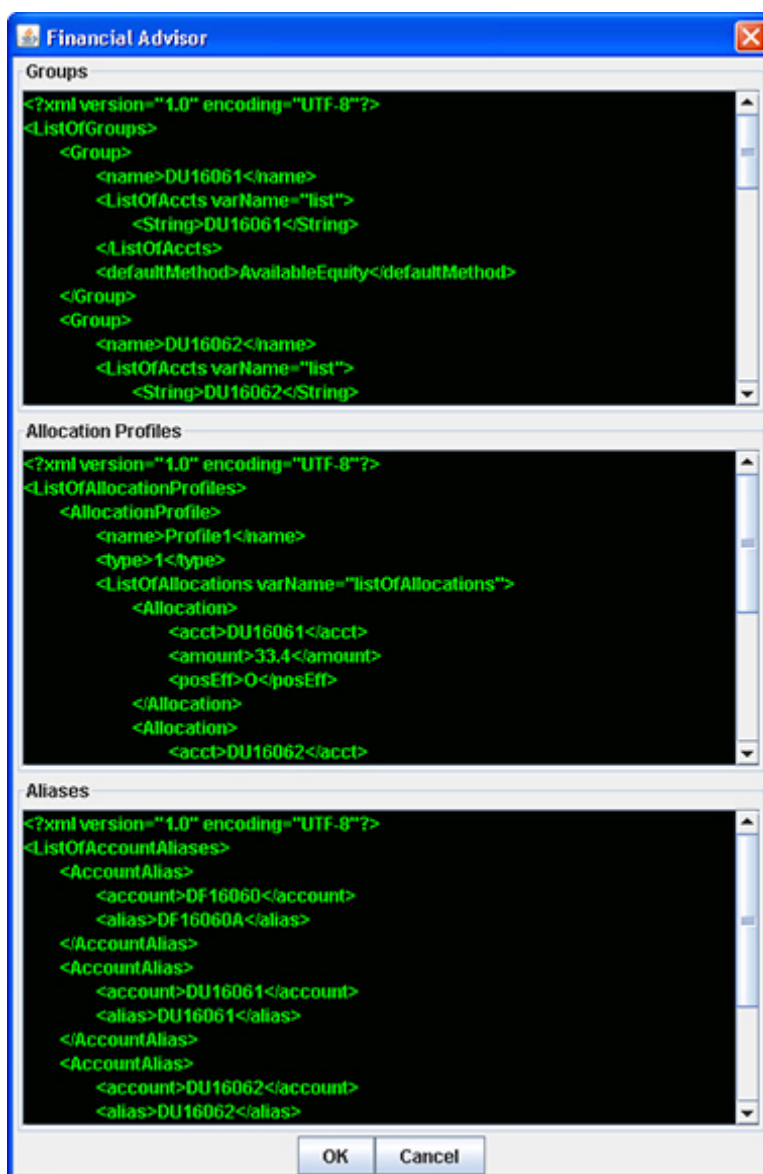 Financial Advisor
Groups
<?xml version="1.0" encoding="UTF-8"?>
<ListOfGroups>
<Group>
<name>DU16061</name>
<ListOfAccts varName="list">
<String>DU16061</String>
</ListOfAccts>
<defaultMethod>AvailableEquity</defaultMethod>
</Group>
<Group>
<name>DU16062</name>
<ListOfAccts varName="list">
<String>DU16062</String>
Allocation Profiles
<?xml version="1.0" encoding="UTF-8"?>
<ListOfAllocationProfiles>
<AllocationProfile>
<name>Profile1</name>
<type>1</type>
<ListOfAllocations varName="listOfAllocations">
<Allocation>
<acct>DU16061</acct>
<amount>33.4</amount>
<posEff>O</posEff>
</Allocation>
<Allocation>
<acct>DU16062</acct>
Aliases
<?xml version="1.0" encoding="UTF-8"?>
<ListOfAccountAliases>
<AccountAlias>
<account>DF16060</account>
<alias>DF16060A</alias>
</AccountAlias>
<AccountAlias>
<account>DU16061</account>
<alias>DU16061</alias>
</AccountAlias>
<AccountAlias>
<account>DU16062</account>
<alias>DU16062</alias>
OK Cancel